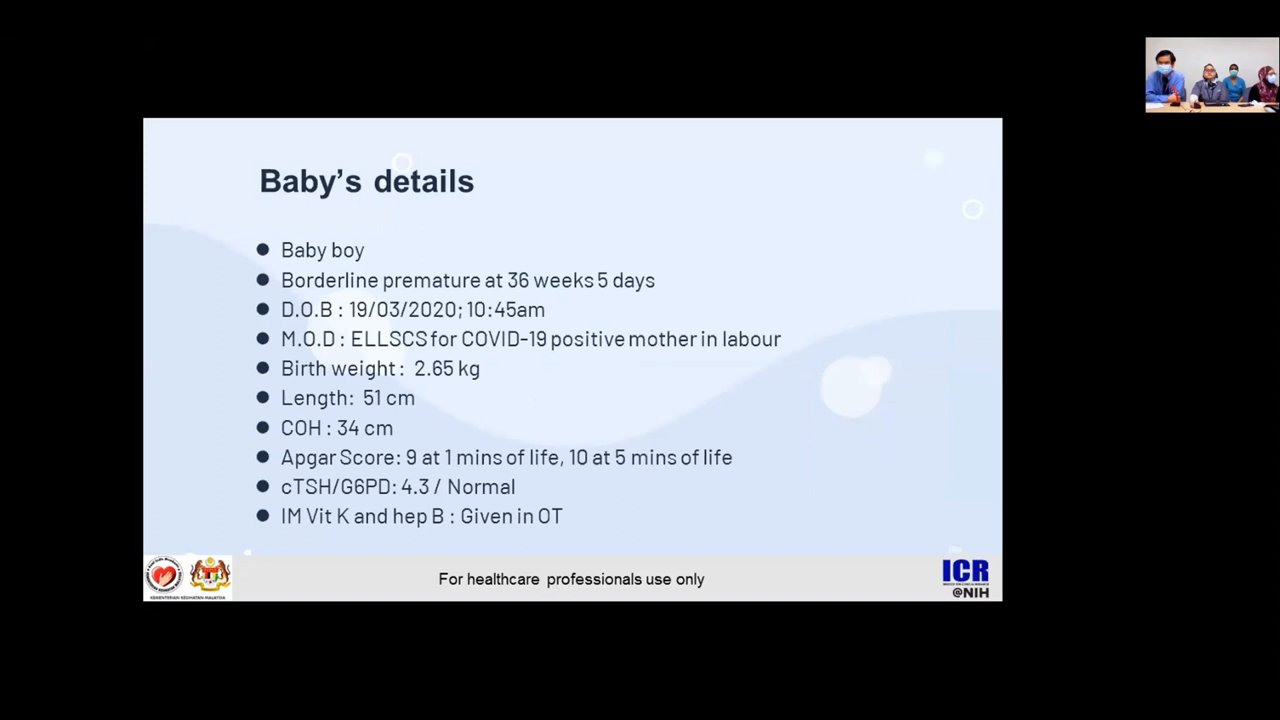 Baby's details
Baby boy
Borderline premature at 36 weeks 5 days
D.O.B : 19/03/2020; 10:45am
M.O.D : ELLSCS for COVID-19 positive mother in labour
Birth weight : 2.65 kg
Length: 51 cm
COH : 34 cm
Apgar Score: 9 at 1 mins of life, 10 at 5 mins of life
cTSH/G6PD: 4.3 / Normal
IM Vit K and hep B : Given in OT
KEMENTERIAN KESIHATAN MALAYSIA
For healthcare professionals use only
ICR
@NIH